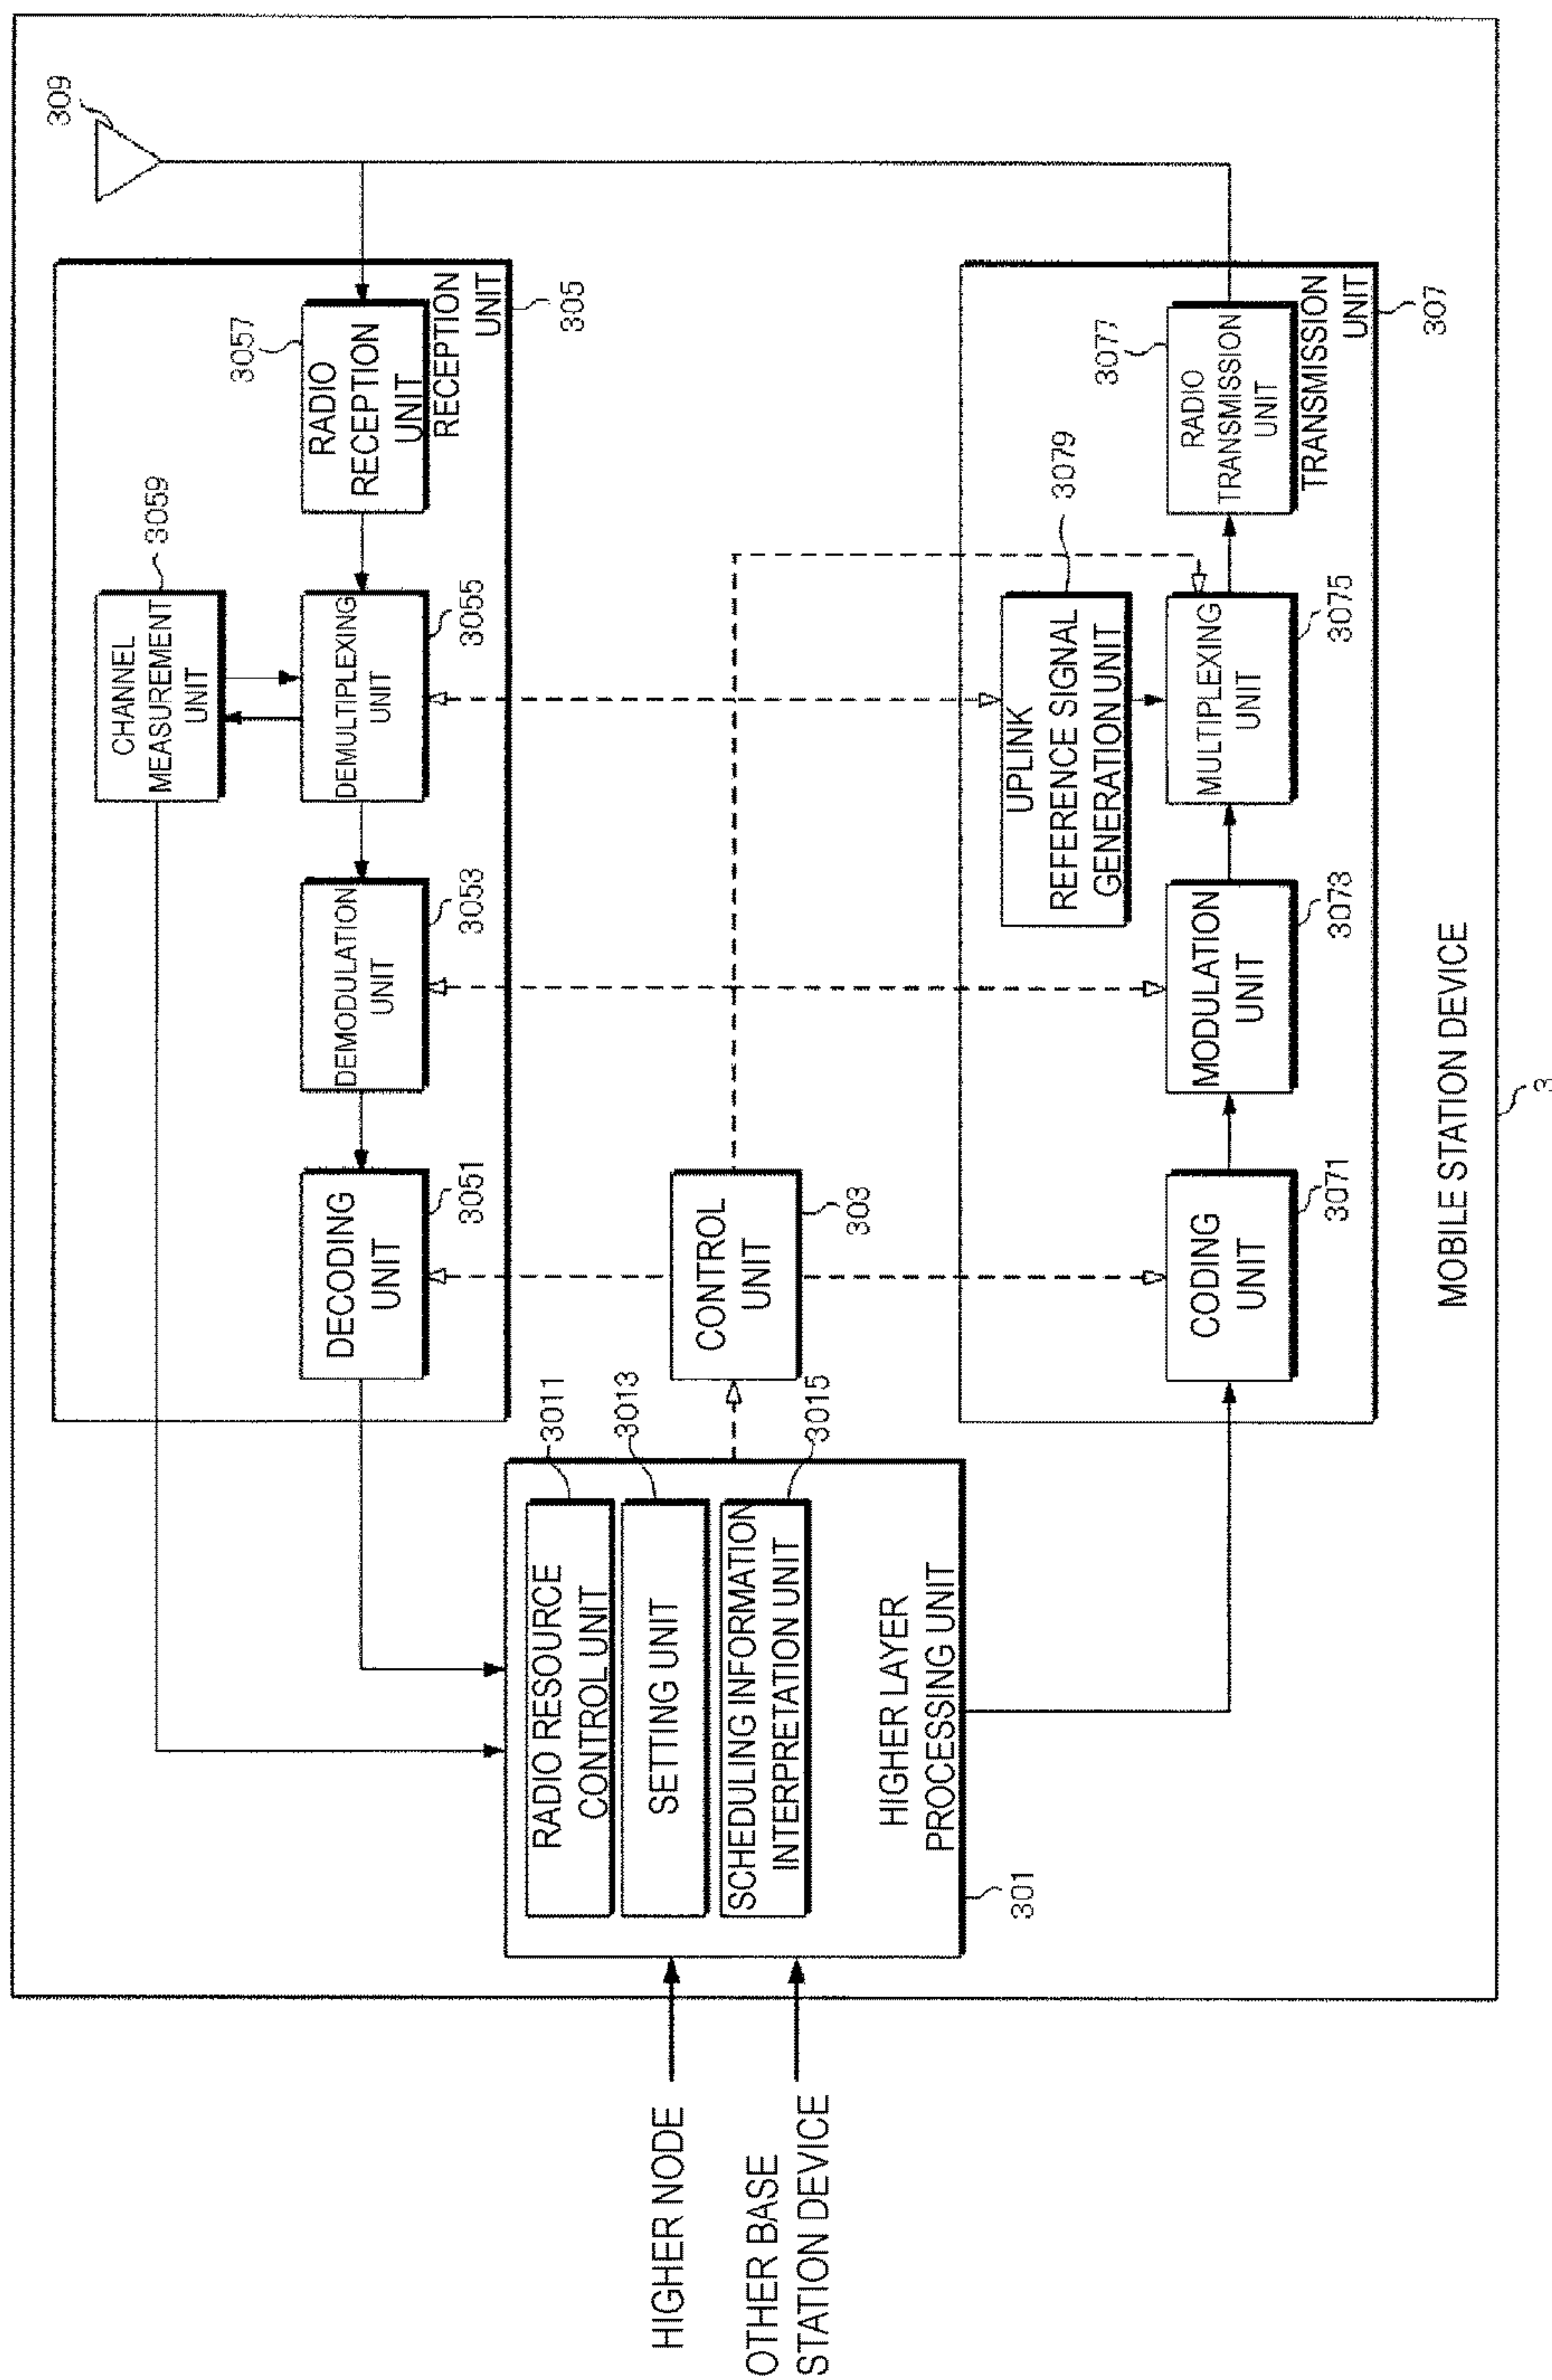 309
3059
CHANNEL
MEASUREMENT
UNIT
3057
RADIO
RECEPTION
UNIT
RECEPTION
UNIT
305
DEMULTIPLEXING
UNIT
3055
DEMODULATION
UNIT
3053
DECODING
UNIT
3051
HIGHER NODE
OTHER BASE
STATION DEVICE
RADIO RESOURCE
CONTROL UNIT
3011
SETTING UNIT
3013
SCHEDULING INFORMATION
INTERPRETATION UNIT
3015
HIGHER LAYER
PROCESSING UNIT
301
CONTROL
UNIT
303
UPLINK
REFERENCE SIGNAL
GENERATION UNIT
3079
CODING
UNIT
3071
MODULATION
UNIT
3073
MULTIPLEXING
UNIT
3075
3077
RADIO
TRANSMISSION
UNIT
TRANSMISSION
UNIT
307
MOBILE STATION DEVICE
3